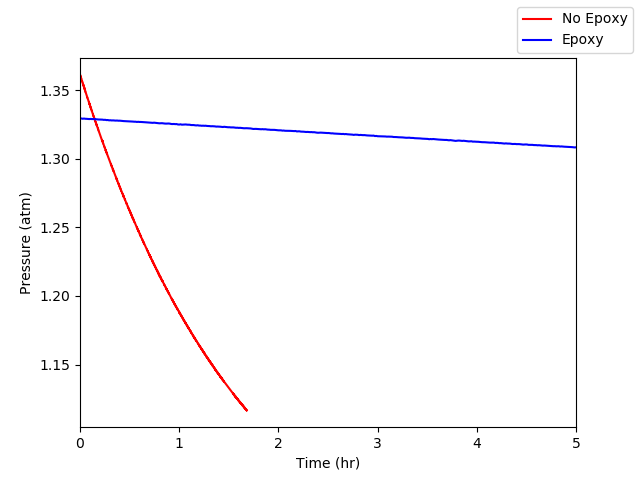 No Epoxy
Epoxy
1.35
1.30
1.25
1.20
1.15
Pressure (atm)
0 1 2 3 4 5
Time (hr)